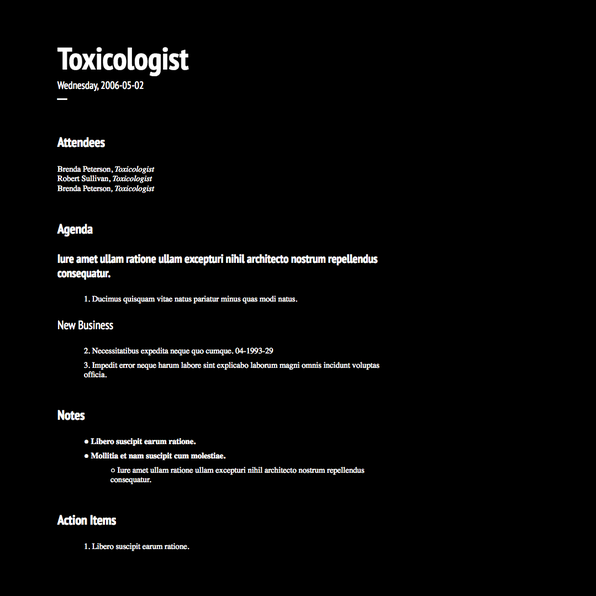 Toxicologist
Wednesday, 2006-05-02
Attendees
Brenda Peterson, Toxicologist
Robert Sullivan, Toxicologist
Brenda Peterson, Toxicologist
Agenda
Iure amet ullam ratione ullam excepturi nihil architecto nostrum repellendus
consequatur.
1. Ducimus quisquam vitae natus pariatur minus quas modi natus.
New Business
2. Necessitatibus expedita neque quo cumque. 04-1993-29
3. Impedit error neque harum labore sint explicabo laborum magni omnis incidunt voluptas
officia.
Notes
● Libero suscipit earum ratione.
● Mollitia et nam suscipit cum molestiae.
○ Iure amet ullam ratione ullam excepturi nihil architecto nostrum repellendus
consequatur.
Action Items
1. Libero suscipit earum ratione.